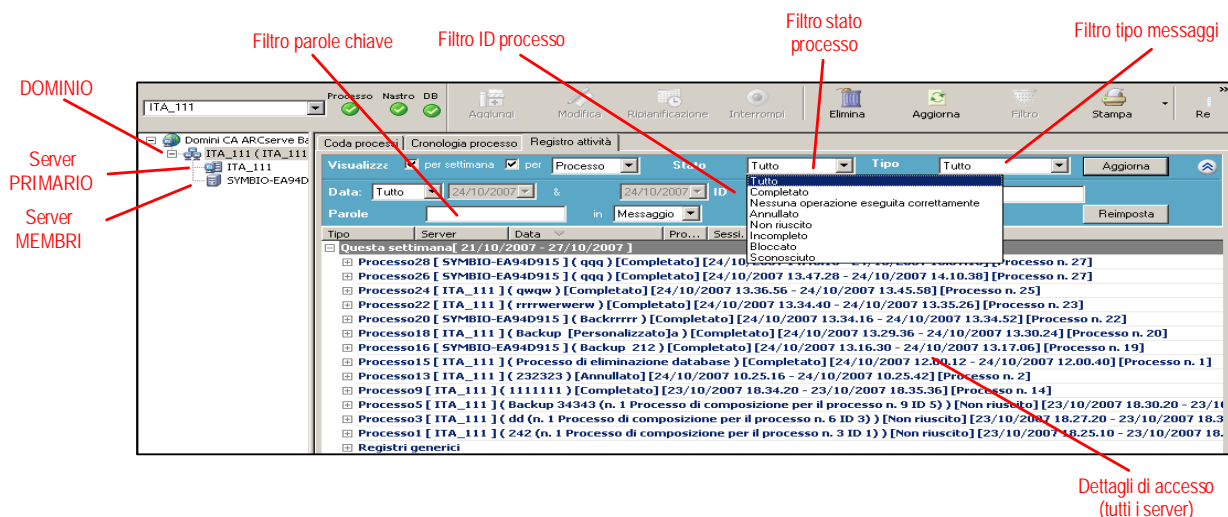 Filtro stato
processo
Filtro parole chiave
Filtro ID processo
Filtro tipo messaggi
DOMINIO
Server
PRIMARIO
Server
MEMBRI
ITA_111
Processo Nastro DB
Aggiungi Modifica Ripianificazione Interrompi Elimina Aggiorna Filtro Stampa Re
Domini CA ARCserve Ba
ITA_111 ( ITA_111
ITA_111
SYMBIO-EA94D
Coda processi Cronologia processo Registro attività
Visualizza per settimana per Processo Stato Tutto Tipo Tutto Aggiorna
Data: Tutto 24/10/2007 & 24/10/2007 ID
Parole in Messaggio Reimposta
Tutto
Completato
Nessuna operazione eseguita correttamente
Annullato
Non riuscito
Incompleto
Bloccato
Sconosciuto
Tipo Server Data Pro... Sessi.
Questa settimana[ 21/10/2007 - 27/10/2007 ]
Processo28 [ SYMBIO-EA94D915 ] ( qqq ) [Completato] [24/10/2007 [Processo n. 27]
Processo26 [ SYMBIO-EA94D915 ] ( qqq ) [Completato] [24/10/2007 13.47.28 - 24/10/2007 14.10.38] [Processo n. 26]
Processo24 [ ITA_111 ] ( qwqw ) [Completato] [24/10/2007 13.36.56 - 24/10/2007 13.45.58] [Processo n. 25]
Processo22 [ ITA_111 ] ( rrrrwerwerw ) [Completato] [24/10/2007 13.34.40 - 24/10/2007 13.35.26] [Processo n. 23]
Processo20 [ SYMBIO-EA94D915 ] ( Backrrrrr ) [Completato] [24/10/2007 13.34.16 - 24/10/2007 13.34.52] [Processo n. 22]
Processo18 [ ITA_111 ] ( Backup [Personalizzato]a ) [Completato] [24/10/2007 13.29.36 - 24/10/2007 13.30.24] [Processo n. 20]
Processo16 [ SYMBIO-EA94D915 ] ( Backup 212 ) [Completato] [24/10/2007 13.16.30 - 24/10/2007 13.17.06] [Processo n. 19]
Processo15 [ ITA_111 ] ( Processo di eliminazione database ) [Completato] [24/10/2007 12.00.12 - 24/10/2007 12.00.40] [Processo n. 1]
Processo13 [ ITA_111 ] ( 232323 ) [Annullato] [24/10/2007 10.25.16 - 24/10/2007 10.25.42] [Processo n. 2]
Processo9 [ ITA_111 ] ( 1111111 ) [Completato] [23/10/2007 18.34.20 - 23/10/2007 18.35.36] [Processo n. 14]
Processo5 [ ITA_111 ] ( Backup 34343 (n. 1 Processo di composizione per il processo n. 9 ID 5) ) [Non riuscito] [23/10/2007 18.30.20 - 23/10
Processo3 [ ITA_111 ] ( dd (n. 1 Processo di composizione per il processo n. 6 ID 3) ) [Non riuscito] [23/10/2007 18.27.20 - 23/10/2007 18.3
Processo1 [ ITA_111 ] ( 242 (n. 1 Processo di composizione per il processo n. 3 ID 1) ) [Non riuscito] [23/10/2007 18.25.10 - 23/10/2007 18.
Registri generici
Dettagli di accesso
(tutti i server)